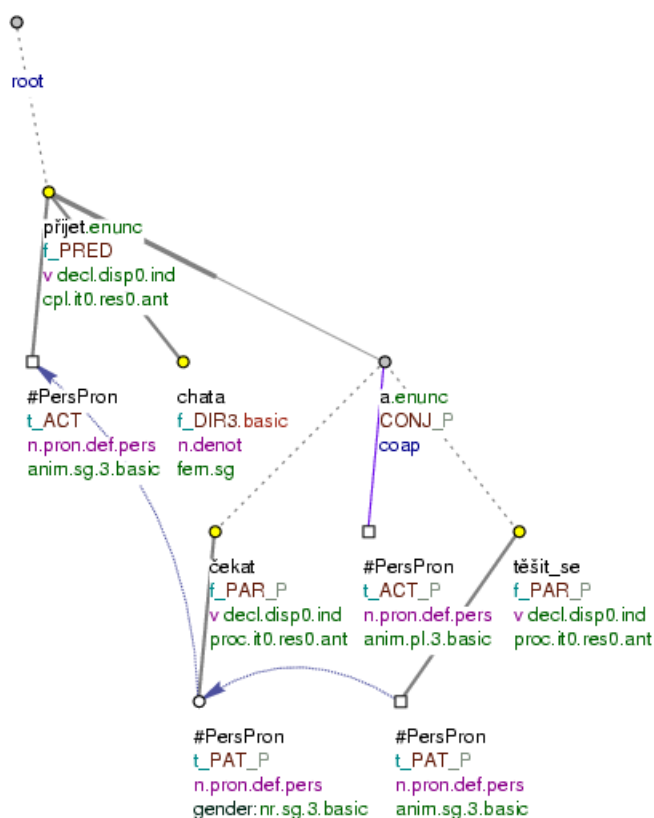 root
přijet.enunc
f_PRED
v decl.disp0.ind
cpl.it0.res0.ant
#PersPron
t_ACT
n.pron.def.pers
anim.sg.3.basic
chata
f_DIR3.basic
n.denot
fem.sg
a.enunc
CONJ_P
coap
čekat
f_PAR_P
v decl.disp0.ind
proc.it0.res0.ant
#PersPron
t_ACT_P
n.pron.def.pers
anim.pl.3.basic
těšit_se
f_PAR_P
v decl.disp0.ind
proc.it0.res0.ant
#PersPron
t_PAT_P
n.pron.def.pers
gender:nr.sg.3.basic
#PersPron
t_PAT_P
n.pron.def.pers
anim.sg.3.basic